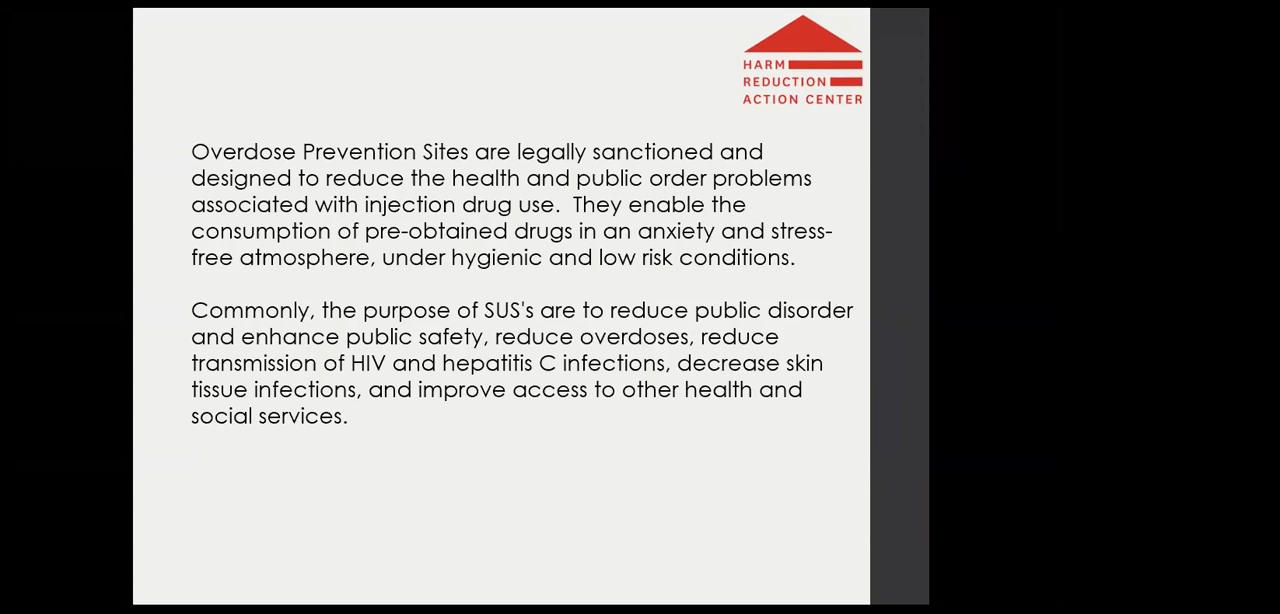 HARM
REDUCTION
ACTION CENTER
Overdose Prevention Sites are legally sanctioned and
designed to reduce the health and public order problems
associated with injection drug use.  They enable the
consumption of pre-obtained drugs in an anxiety and stress-
free atmosphere, under hygienic and low risk conditions.
Commonly, the purpose of SUS's are to reduce public disorder
and enhance public safety, reduce overdoses, reduce
transmission of HIV and hepatitis C infections, decrease skin
tissue infections, and improve access to other health and
social services.